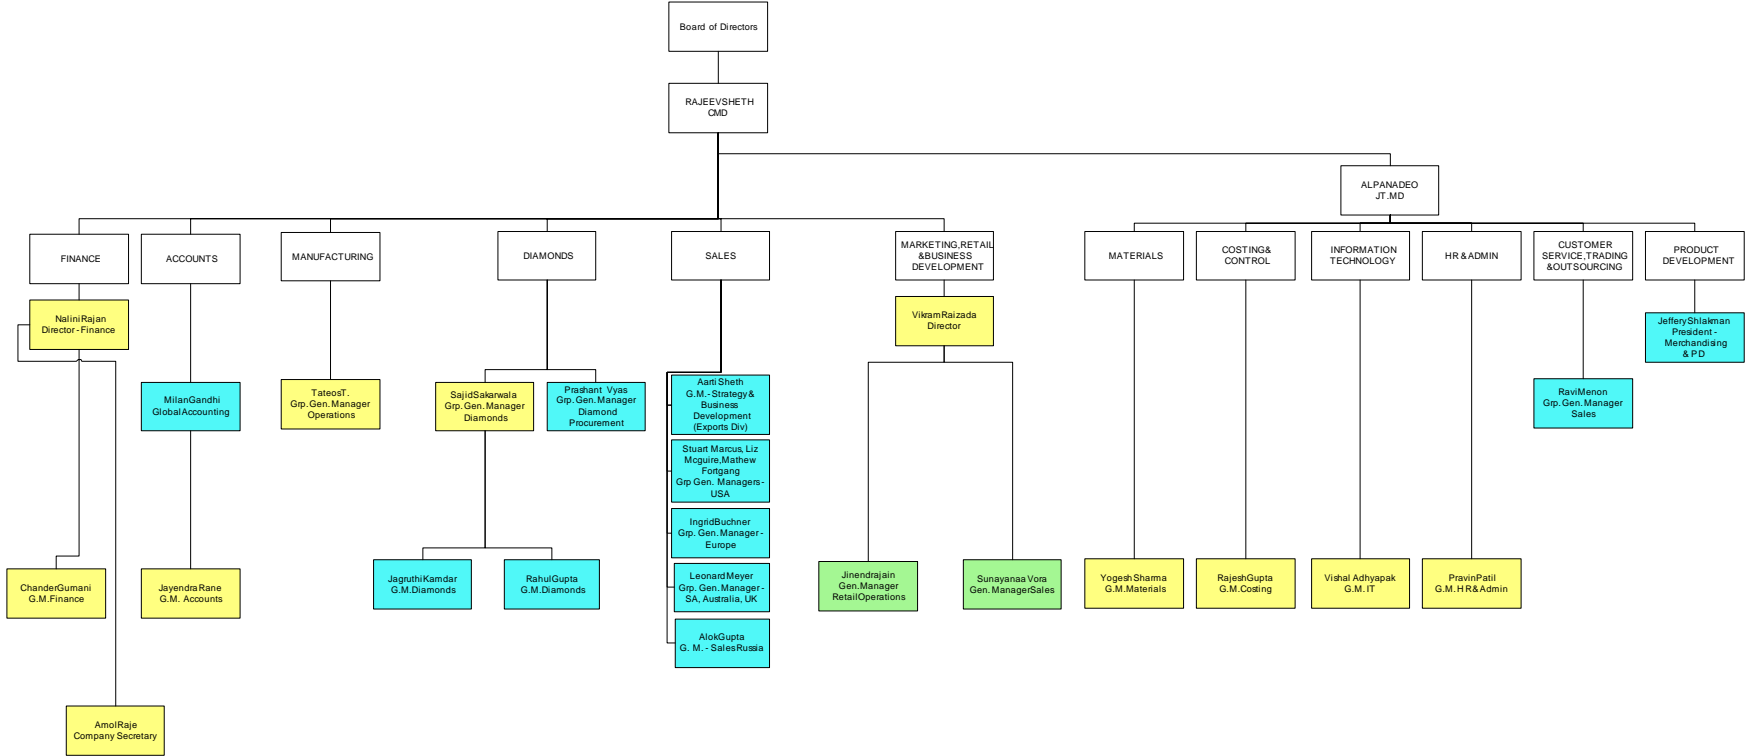 Board of Directors
RAJEEVSHETH
CMD
ALPANADEO
JT.MD
FINANCE
ACCOUNTS
MANUFACTURING
DIAMONDS
SALES
MARKETING,RETAIL
&BUSINESS
DEVELOPMENT
MATERIALS
COSTING&
CONTROL
INFORMATION
TECHNOLOGY
HR & ADMIN
CUSTOMER
SERVICE,TRADING
&OUTSOURCING
PRODUCT
DEVELOPMENT
NaliniRajan
Director - Finance
VikramRaizada
Director
JefferyShlakman
President -
Merchandising
& PD
MilanGandhi
GlobalAccounting
TateosT.
Grp.Gen.Manager
Operations
SajidSakarwala
Grp.Gen.Manager
Diamonds
Prashant Vyas
Grp.Gen.Manager
Diamond
Procurement
AartiSheth
G.M.- Strategy &
Business
Development
(Exports Div)
RaviMenon
Grp.Gen.Manager
Sales
Stuart Marcus, Liz
Mcguire,Mathew
Fortgang
Grp Gen. Managers -
USA
IngridBuchner
Grp. Gen. Manager -
Europe
ChanderGurnani
G.M.Finance
JayendraRane
G.M. Accounts
JagruthiKamdar
G.M.Diamonds
RahulGupta
G.M.Diamonds
LeonardMeyer
Grp. Gen.Manager -
SA, Australia, UK
Jinendrajain
Gen.Manager
RetailOperations
Sunayanaa Vora
Gen. ManagerSales
YogeshSharma
G.M.Materials
RajeshGupta
G.M.Costing
Vishal Adhyapak
G.M. IT
PravinPatil
G.M. HR & Admin
AlokGupta
G. M. - SalesRussia
AmolRaje
Company Secretary